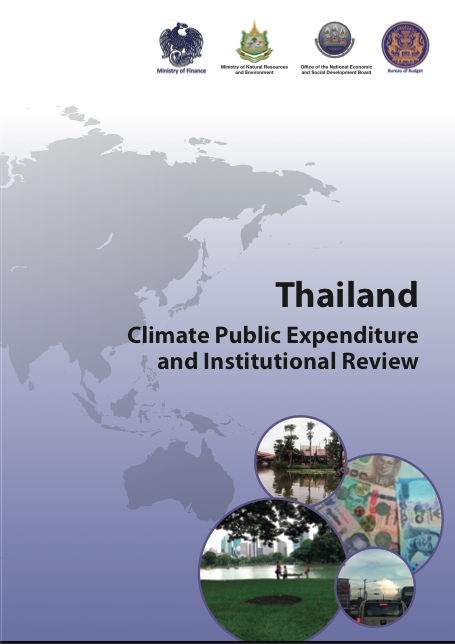 Ministry of Finance
Ministry of Natural Resources
and Environment
Office of the National Economic
and Social Development Board
Bureau of Budget
Thailand
Climate Public Expenditure
and Institutional Review